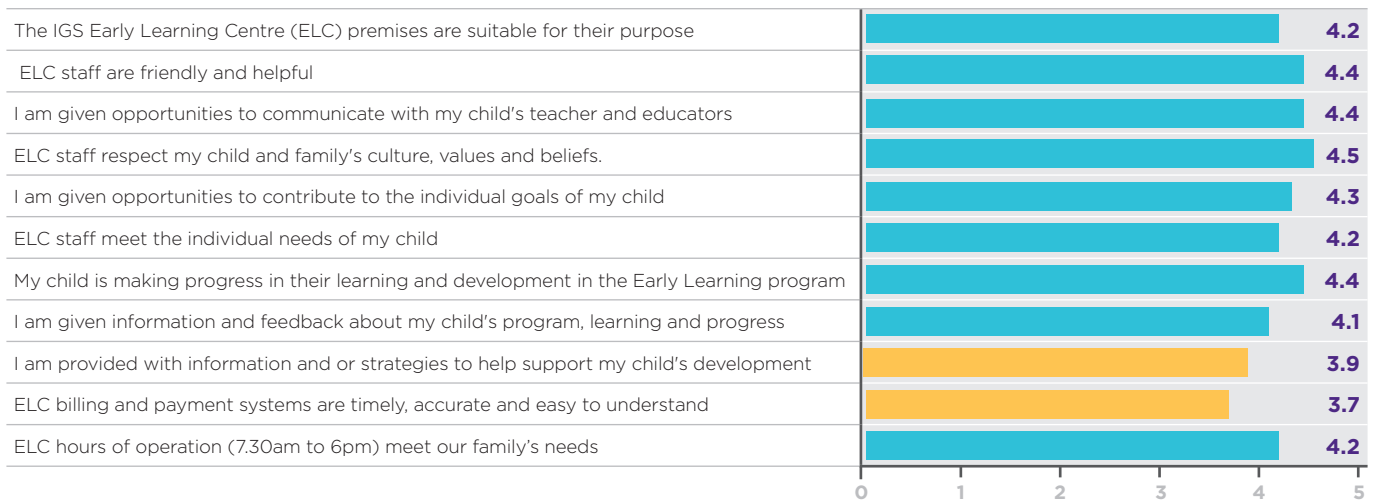 The IGS Early Learning Centre (ELC) premises are suitable for their purpose 4.2
ELC staff are friendly and helpful 4.4
I am given opportunities to communicate with my child's teacher and educators 4.4
ELC staff respect my child and family's culture, values and beliefs. 4.5
I am given opportunities to contribute to the individual goals of my child 4.3
ELC staff meet the individual needs of my child 4.2
My child is making progress in their learning and development in the Early Learning program 4.4
I am given information and feedback about my child's program, learning and progress 4.1
I am provided with information and or strategies to help support my child's development 3.9
ELC billing and payment systems are timely, accurate and easy to understand 3.7
ELC hours of operation (7.30am to 6pm) meet our family’s needs 4.2
0 1 2 3 4 5